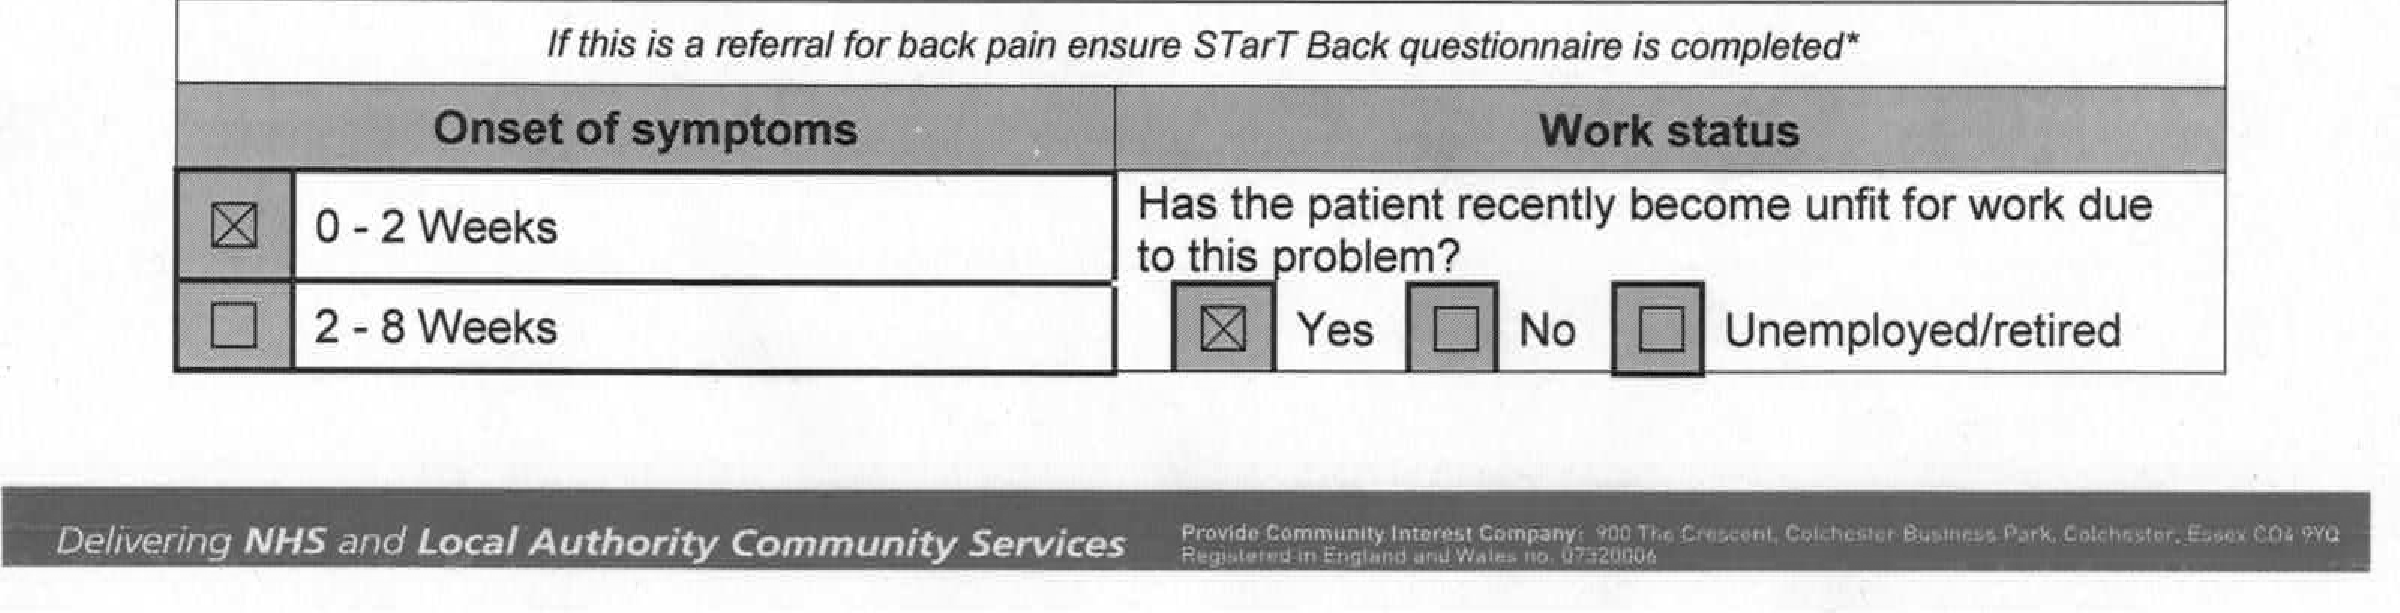 If this is a referral for back pain ensure STarT Back questionnaire is completed*
Onset of symptoms
Work status
☒ 0 - 2 Weeks
☐ 2 - 8 Weeks
Has the patient recently become unfit for work due
to this problem?
☒ Yes ☐ No ☐ Unemployed/retired
Delivering NHS and Local Authority Community Services
Provide Community Interest Company: 900 The Crescent, Colchester Business Park, Colchester, Essex CO4 9YQ
Registered in England and Wales no. 07320006